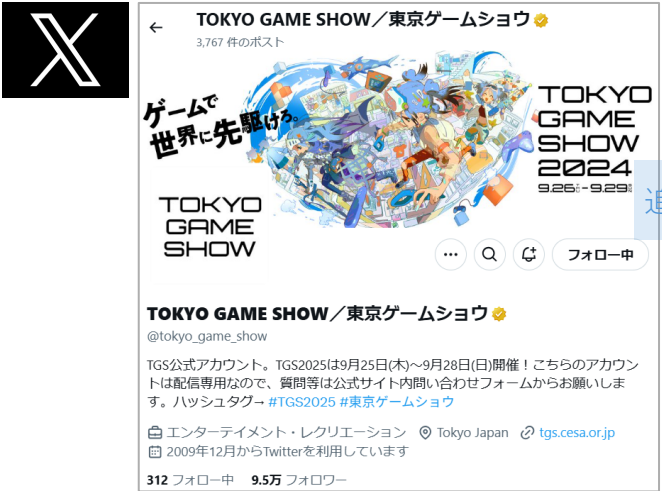 TOKYO GAME SHOW／東京ゲームショウ
3,767 件のポスト
ゲームで
世界に先駆けろ。
TOKYO
GAME
SHOW
2024
9.26木-9.29日
TOKYO
GAME
SHOW
追
フォロー中
TOKYO GAME SHOW／東京ゲームショウ
@tokyo_game_show
TGS公式アカウント。TGS2025は9月25日(木)～9月28日(日)開催！こちらのアカウン
トは配信専用なので、質問等は公式サイト内問い合わせフォームからお願いしま
す。ハッシュタグ→ #TGS2025 #東京ゲームショウ
エンターテイメント・レクリエーション Tokyo Japan tgs.cesa.or.jp
2009年12月からTwitterを利用しています
312 フォロー中 9.5万 フォロワー